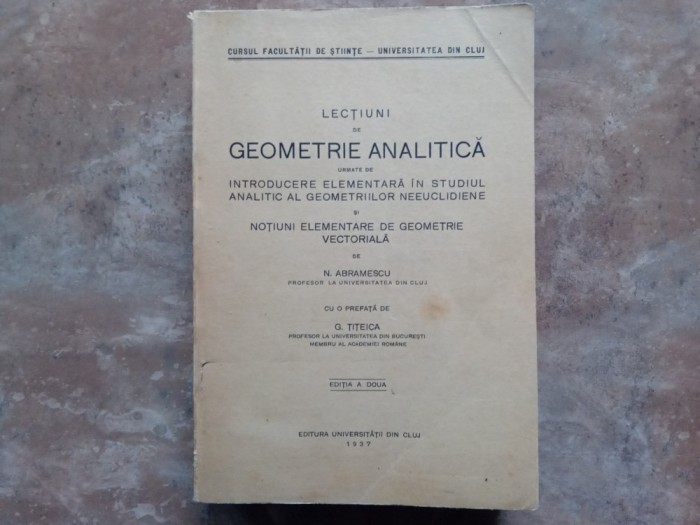 CURSUL FACULTĂȚII DE ȘTIINȚE — UNIVERSITATEA DIN CLUJ
LECȚIUNI
DE
GEOMETRIE ANALITICĂ
URMATE DE
INTRODUCERE ELEMENTARĂ ÎN STUDIUL
ANALITIC AL GEOMETRIILOR NEEUCLIDIENE
ȘI
NOȚIUNI ELEMENTARE DE GEOMETRIE
VECTORIALĂ
DE
N. ABRAMESCU
PROFESOR LA UNIVERSITATEA DIN CLUJ
CU O PREFAȚĂ DE
G. ȚIȚEICA
PROFESOR LA UNIVERSITATEA DIN BUCUREȘTI
MEMBRU AL ACADEMIEI ROMÂNE
EDIȚIA A DOUA
EDITURA UNIVERSITĂȚII DIN CLUJ
1937